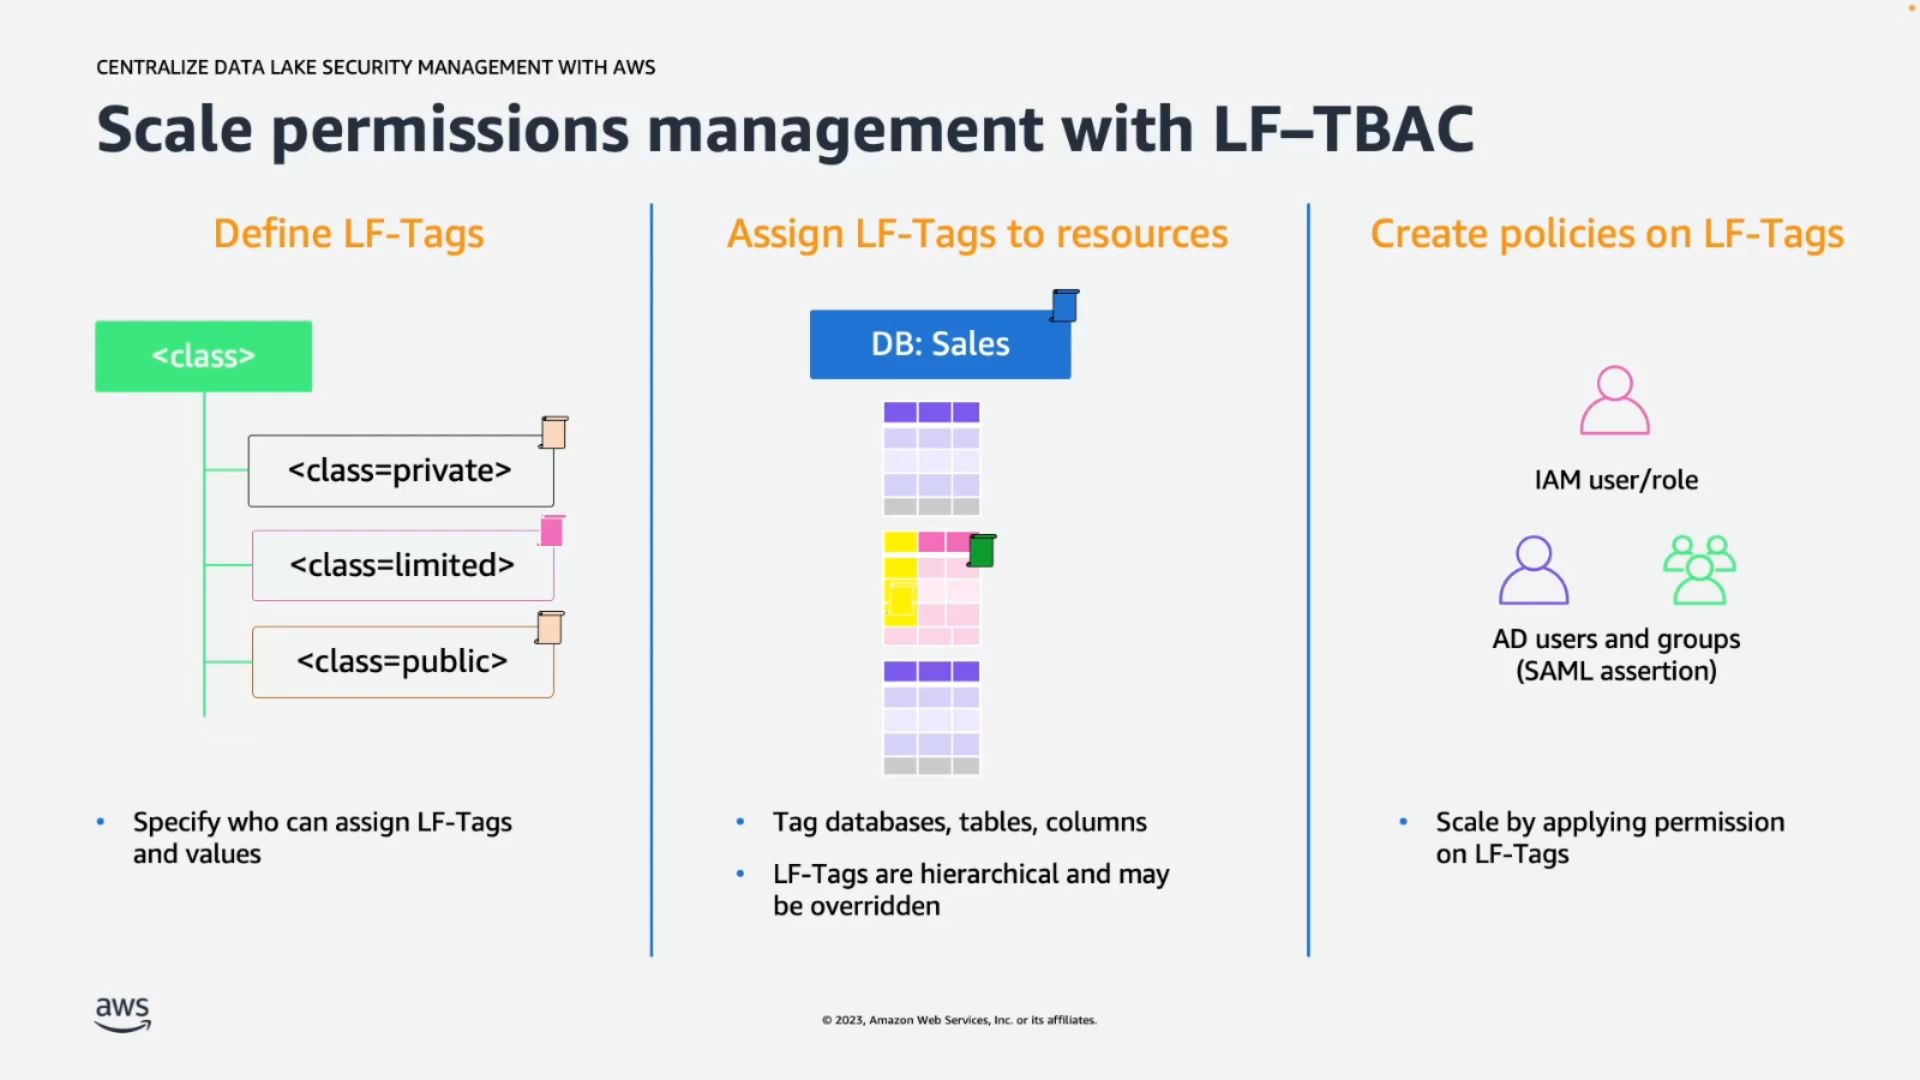 CENTRALIZE DATA LAKE SECURITY MANAGEMENT WITH AWS
Scale permissions management with LF–TBAC
Define LF-Tags
<class>
<class=private>
<class=limited>
<class=public>
• Specify who can assign LF-Tags
and values
Assign LF-Tags to resources
DB: Sales
• Tag databases, tables, columns
• LF-Tags are hierarchical and may
be overridden
Create policies on LF-Tags
IAM user/role
AD users and groups
(SAML assertion)
• Scale by applying permission
on LF-Tags
aws
© 2023, Amazon Web Services, Inc. or its affiliates.